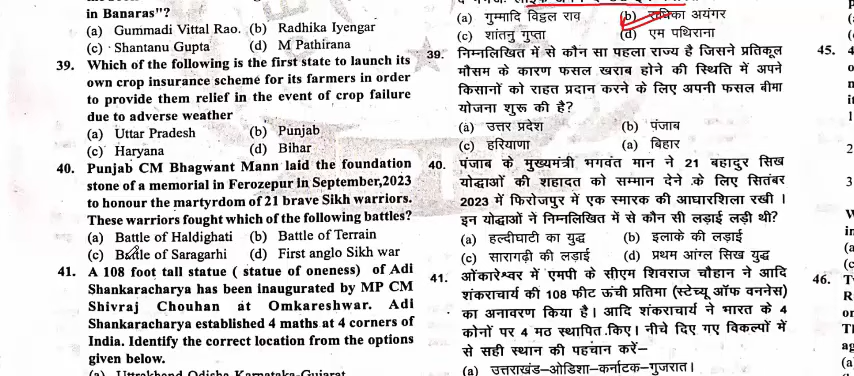 in Banaras"?
(a) Gummadi Vittal Rao. (b) Radhika Iyengar
(c) Shantanu Gupta (d) M Pathirana
39. Which of the following is the first state to launch its
own crop insurance scheme for its farmers in order
to provide them relief in the event of crop failure
due to adverse weather
(a) Uttar Pradesh (b) Punjab
(c) Haryana (d) Bihar
40. Punjab CM Bhagwant Mann laid the foundation
stone of a memorial in Ferozepur in September,2023
to honour the martyrdom of 21 brave Sikh warriors.
These warriors fought which of the following battles?
(a) Battle of Haldighati (b) Battle of Terrain
(c) Battle of Saragarhi (d) First anglo Sikh war
41. A 108 foot tall statue ( statue of oneness) of Adi
Shankaracharya has been inaugurated by MP CM
Shivraj Chouhan at Omkareshwar. Adi
Shankaracharya established 4 maths at 4 corners of
India. Identify the correct location from the options
given below.
(a) Uttrakhand Odisha Karnataka-Gujarat
(a) गुम्मादि विट्ठल राव (b) राधिका अयंगर
(c) शांतनु गुप्ता (d) एम पथिराना
39. निम्नलिखित में से कौन सा पहला राज्य है जिसने प्रतिकूल
मौसम के कारण फसल खराब होने की स्थिति में अपने
किसानों को राहत प्रदान करने के लिए अपनी फसल बीमा
योजना शुरू की है?
(a) उत्तर प्रदेश (b) पंजाब
(c) हरियाणा (a) बिहार
40. पंजाब के मुख्यमंत्री भगवंत मान ने 21 बहादुर सिख
योद्धाओं की शहादत को सम्मान देने के लिए सितंबर
2023 में फिरोजपुर में एक स्मारक की आधारशिला रखी ।
इन योद्धाओं ने निम्नलिखित में से कौन सी लड़ाई लड़ी थी?
(a) हल्दीघाटी का युद्ध (b) इलाके की लड़ाई
(c) सारागढ़ी की लड़ाई (d) प्रथम आंग्ल सिख युद्ध
41. ओंकारेश्वर में एमपी के सीएम शिवराज चौहान ने आदि
शंकराचार्य की 108 फीट ऊंची प्रतिमा (स्टेच्यू ऑफ वननेस)
का अनावरण किया है। आदि शंकराचार्य ने भारत के 4
कोनों पर 4 मठ स्थापित किए। नीचे दिए गए विकल्पों में
से सही स्थान की पहचान करें–
(a) उत्तराखंड–ओडिशा–कर्नाटक–गुजरात।
45. 4
1
2
3
W
in
(a
(c
46. T
R
or
Tl
ag
(a